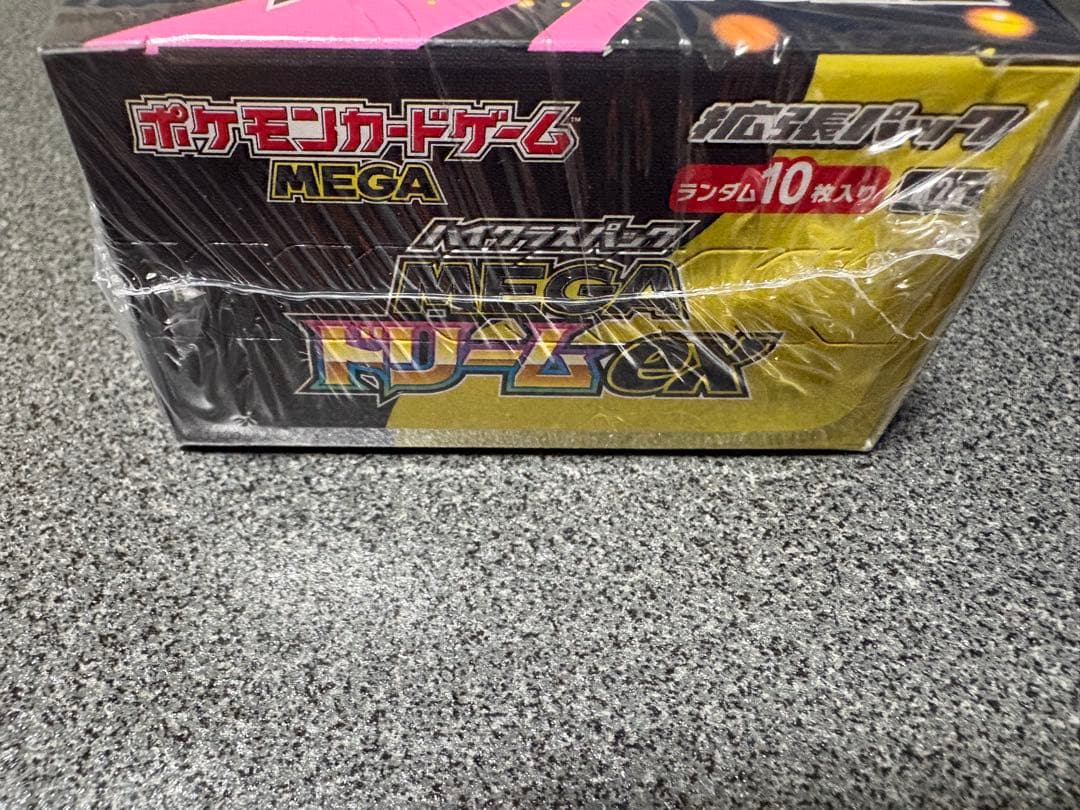 ポケモンカードゲーム™
MEGA
拡張パック
ランダム10枚入り
ハイクラスパック
MEGA
ドリームex